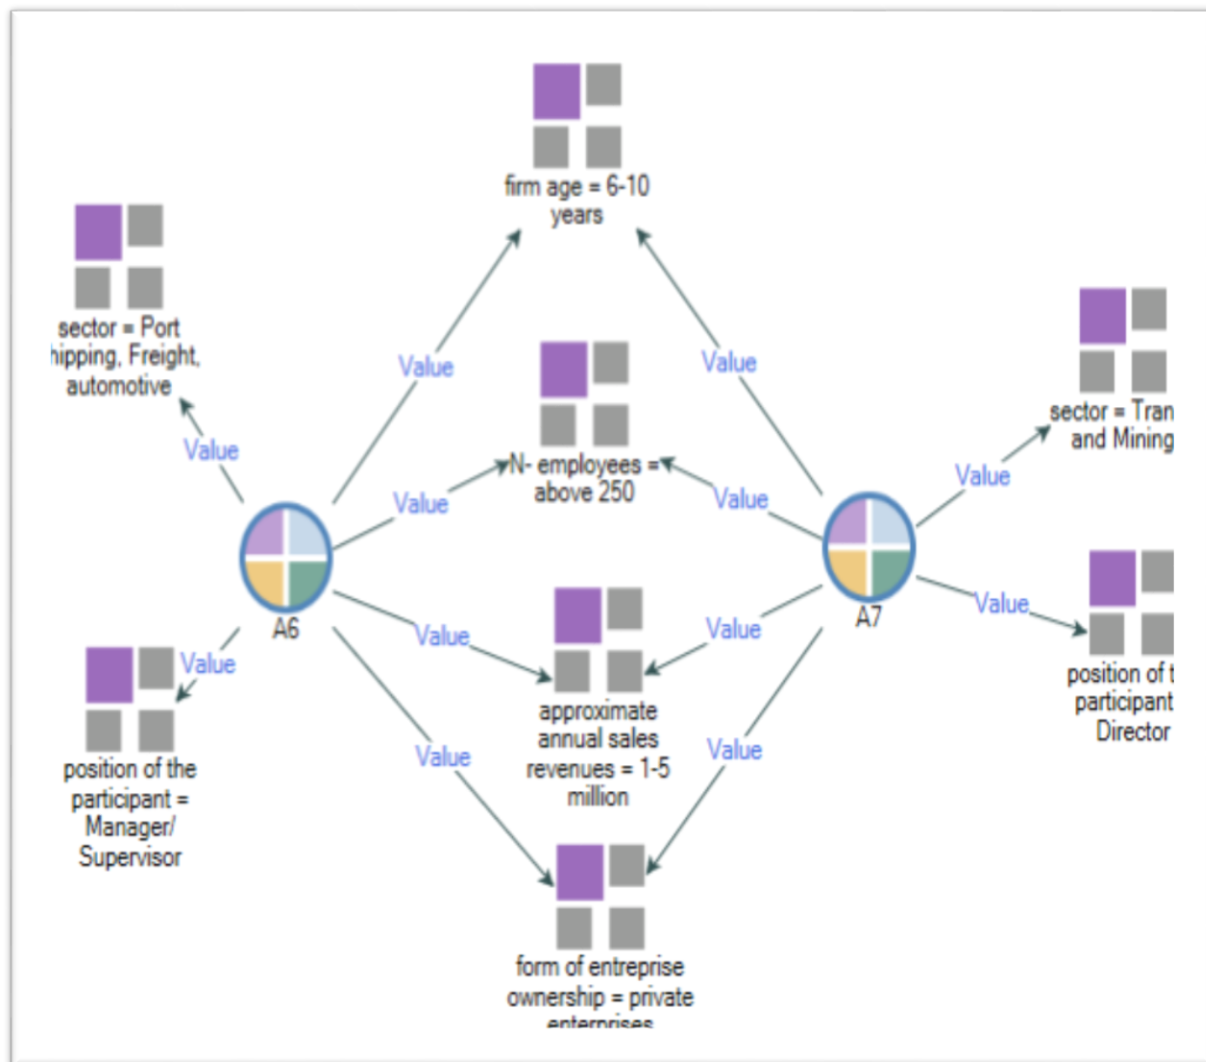 firm age = 6-10
years
sector = Port
hipping, Freight,
automotive
Value
Value
Value
sector = Tran
and Mining
Value
Value
N- employees =
above 250
Value
Value
A6
A7
Value
Value
Value
Value
position of the
participant =
Manager/
Supervisor
approximate
annual sales
revenues = 1-5
million
position of t
participant
Director
Value
Value
form of entreprise
ownership = private
enterprises